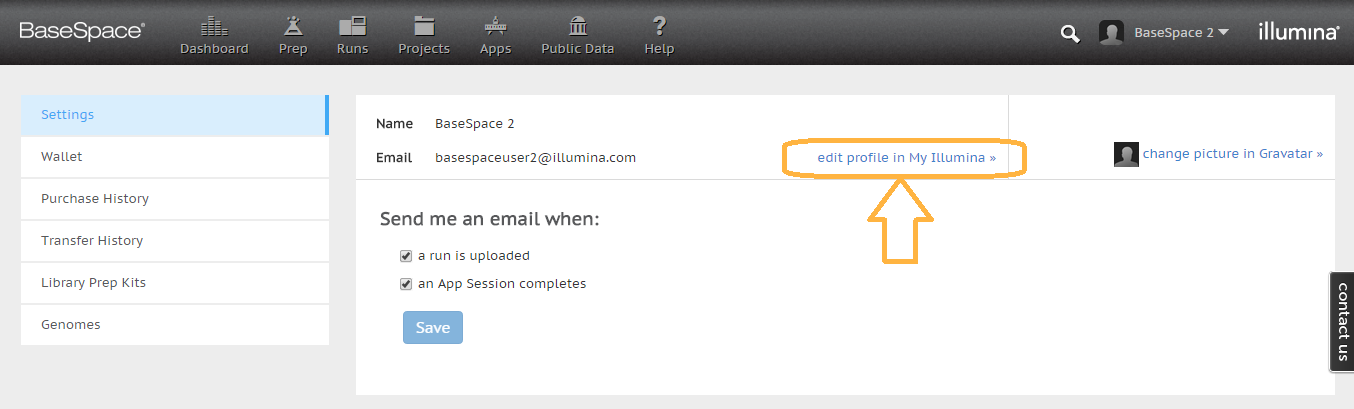 BaseSpace®
Dashboard
Prep
Runs
Projects
Apps
Public Data
Help
?
BaseSpace 2
illumina®
Settings
Wallet
Purchase History
Transfer History
Library Prep Kits
Genomes
Name BaseSpace 2
Email basespaceuser2@illumina.com
edit profile in My Illumina »
change picture in Gravatar »
Send me an email when:
a run is uploaded
an App Session completes
Save
contact us